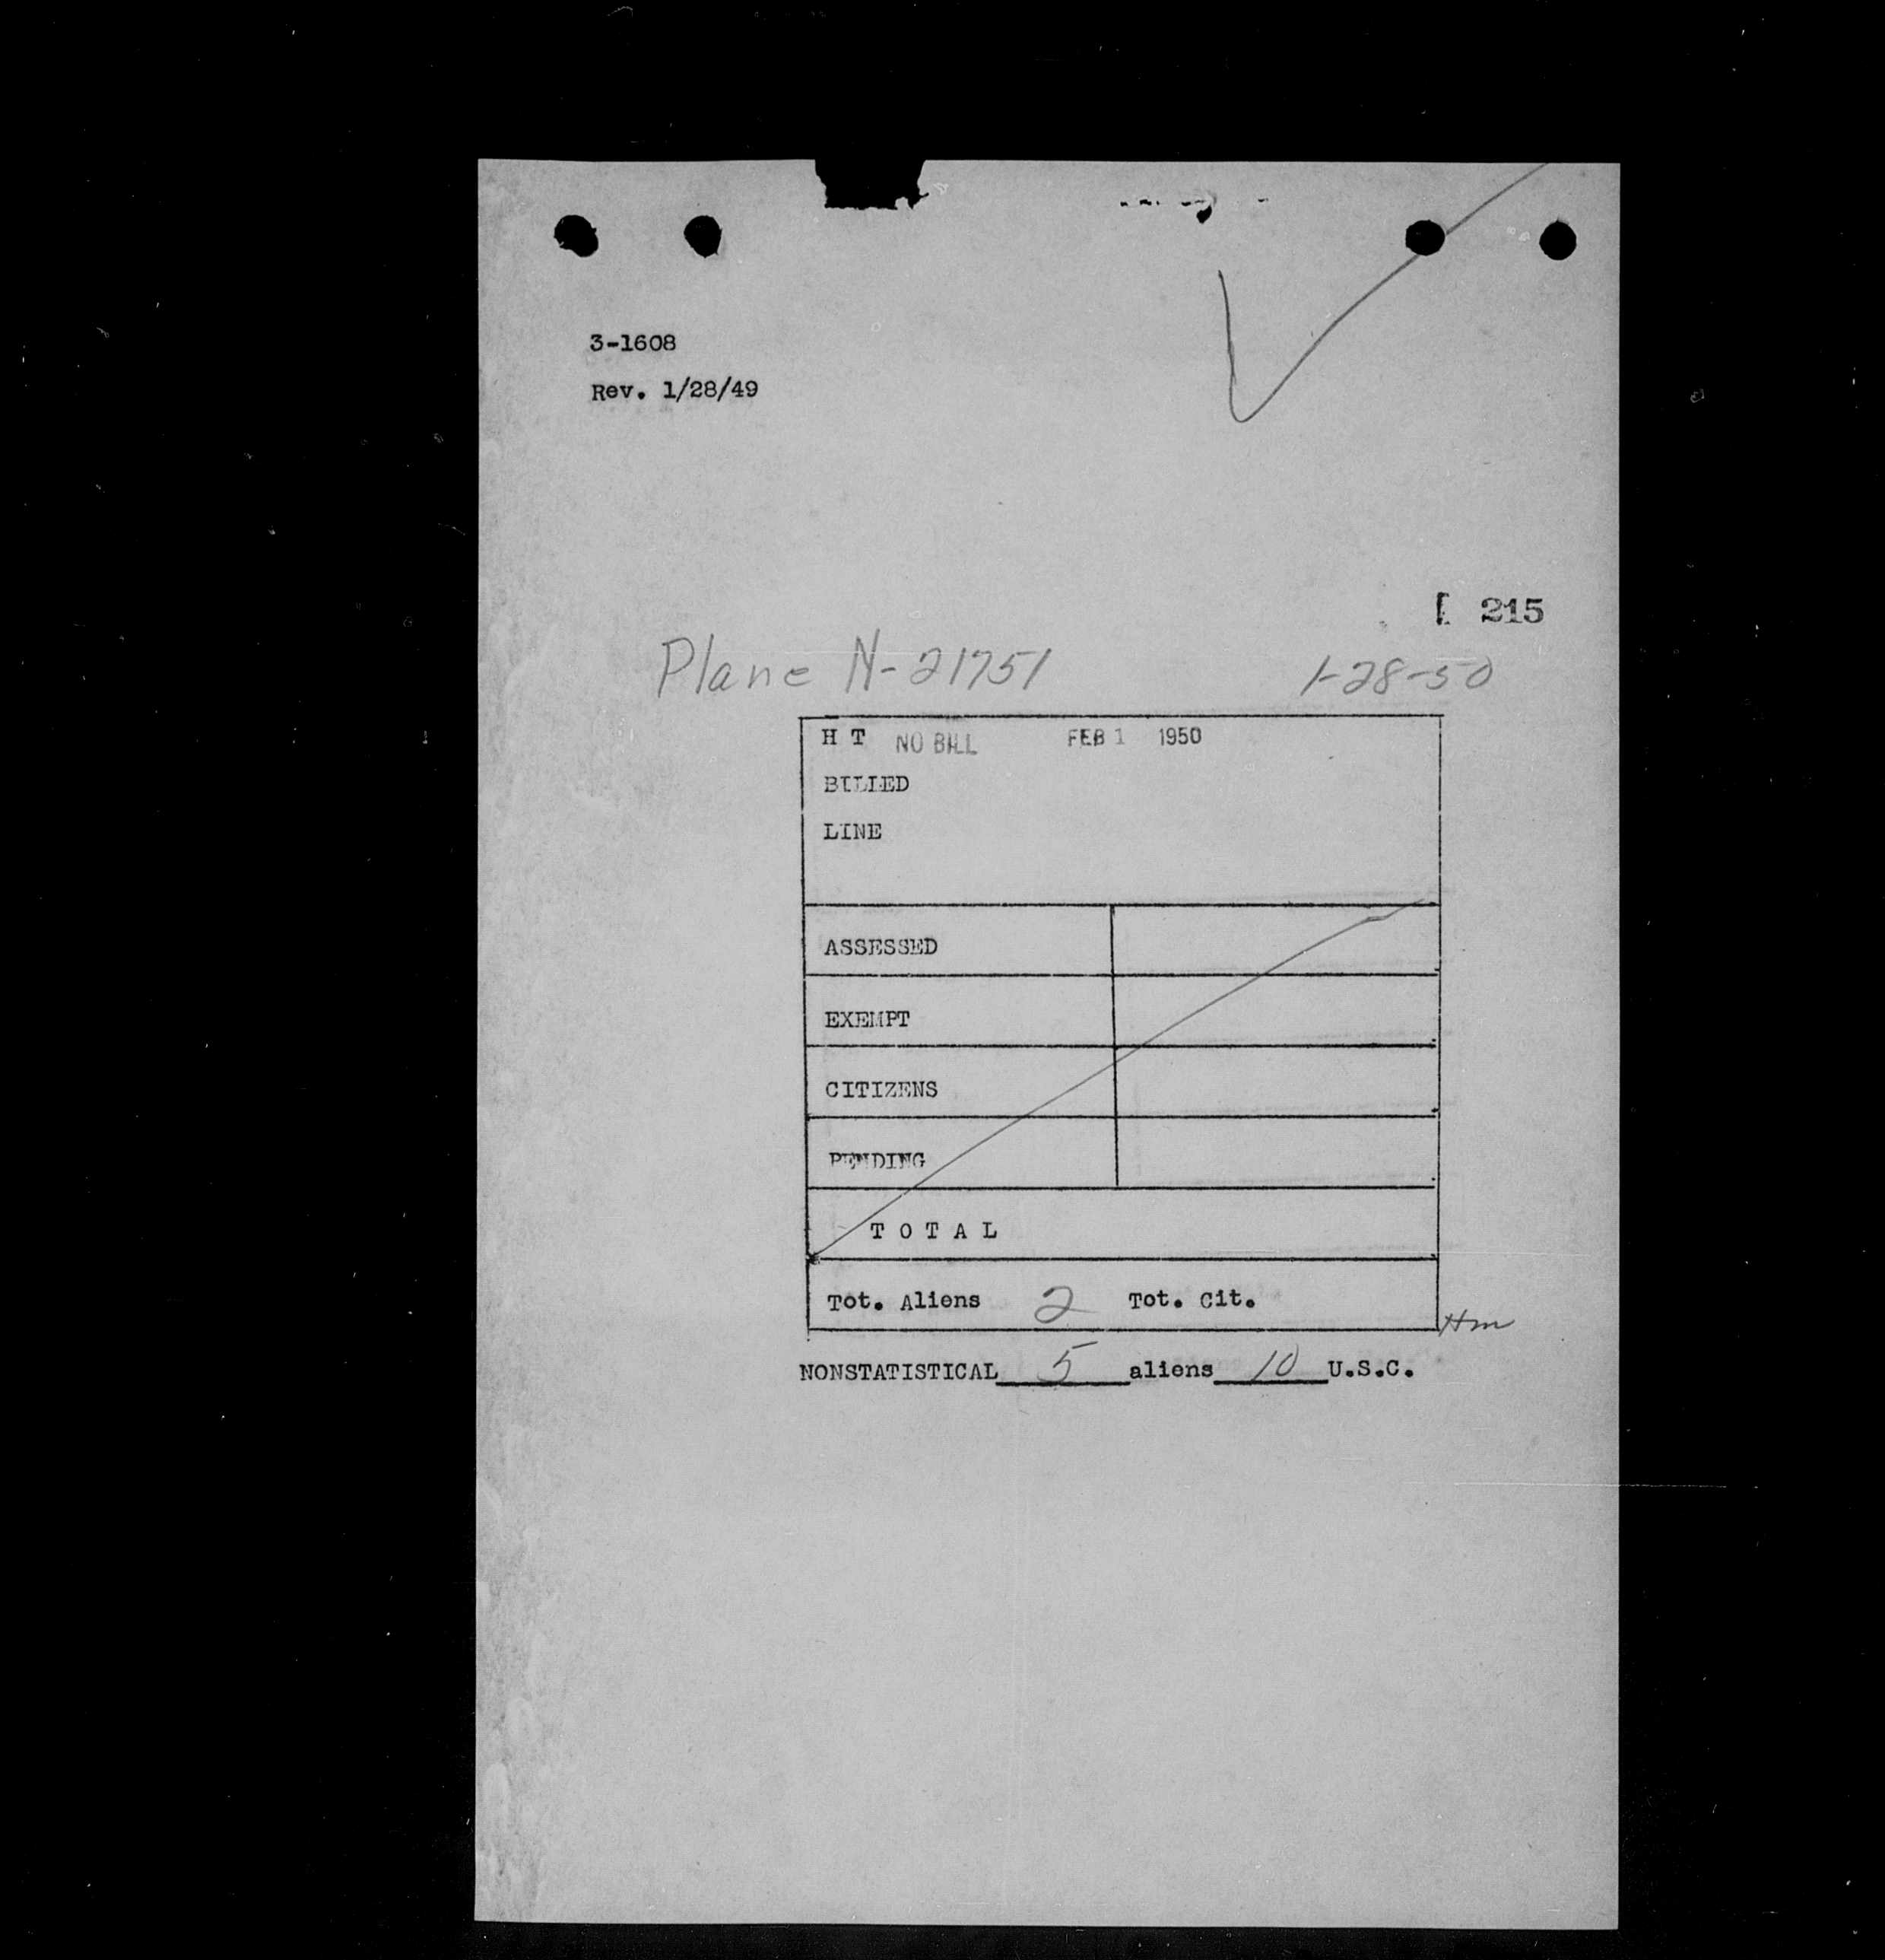 3-1608
Rev. 1/28/49
215
Plane N-21751 1-28-50
H T NO BILL FEB 1 1950
BILLED
LINE
ASSESSED
EXEMPT
CITIZENS
PENDING
T O T A L
Tot. Aliens 2 Tot. Cit.
Hm
NONSTATISTICAL 5 aliens 10 U.S.C.